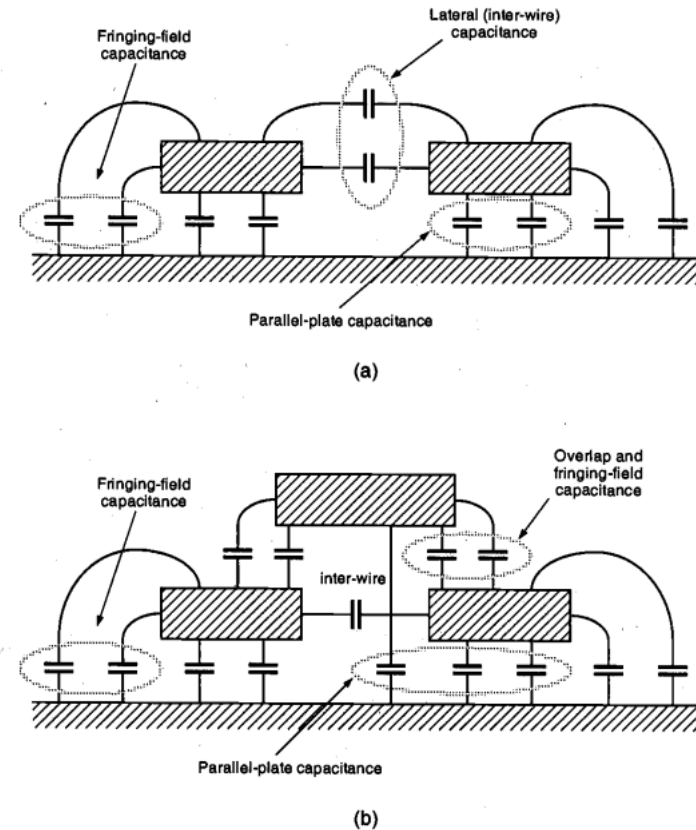 Lateral (inter-wire)
capacitance
Fringing-field
capacitance
Parallel-plate capacitance
(a)
Fringing-field
capacitance
Overlap and
fringing-field
capacitance
inter-wire
Parallel-plate capacitance
(b)